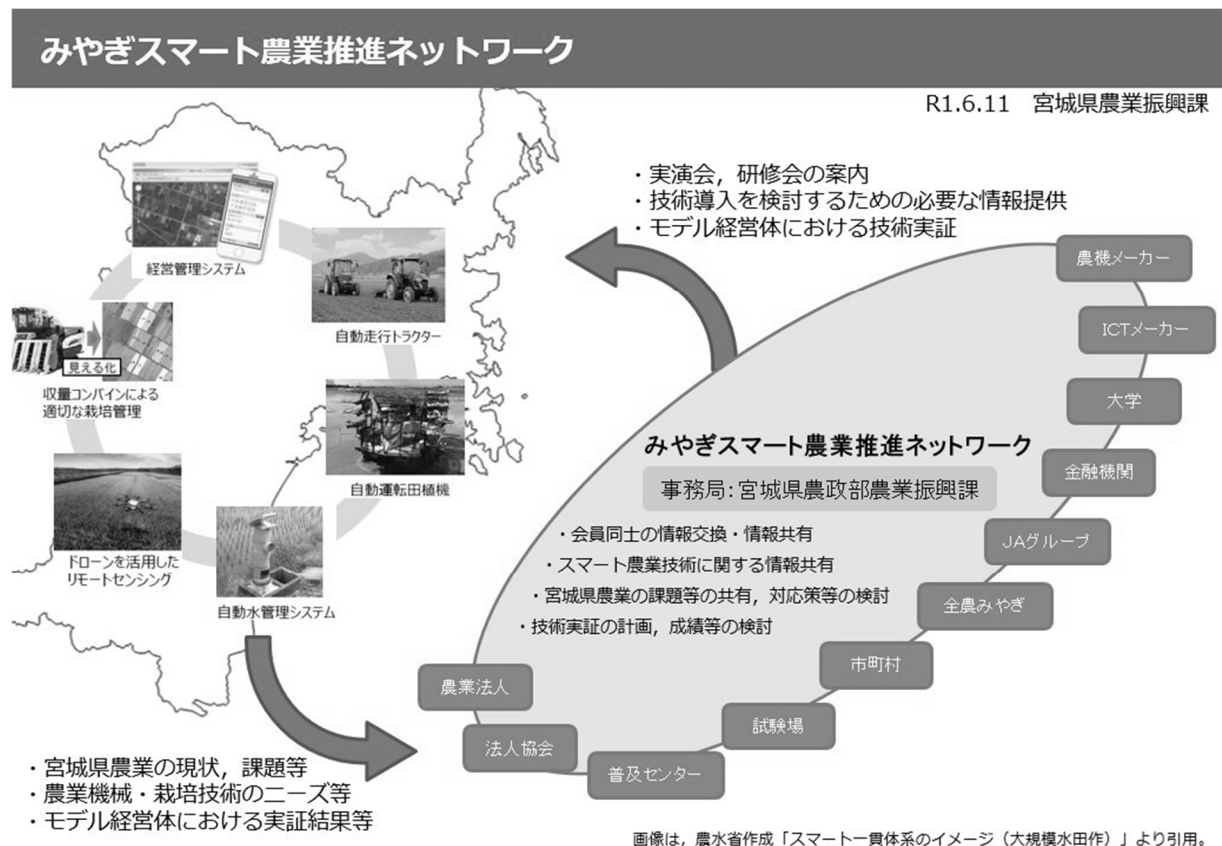 みやぎスマート農業推進ネットワーク
R1.6.11 宮城県農業振興課
・実演会，研修会の案内
・技術導入を検討するための必要な情報提供
・モデル経営体における技術実証
経営管理システム
自動走行トラクター
見える化
収量コンバインによる
適切な栽培管理
自動運転田植機
ドローンを活用した
リモートセンシング
自動水管理システム
農機メーカー
ICTメーカー
大学
金融機関
JAグループ
全農みやぎ
市町村
試験場
普及センター
法人協会
農業法人
みやぎスマート農業推進ネットワーク
事務局：宮城県農政部農業振興課
・会員同士の情報交換・情報共有
・スマート農業技術に関する情報共有
・宮城県農業の課題等の共有，対応策等の検討
・技術実証の計画，成績等の検討
・宮城県農業の現状，課題等
・農業機械・栽培技術のニーズ等
・モデル経営体における実証結果等
画像は，農水省作成「スマート一貫体系のイメージ（大規模水田作）」より引用。